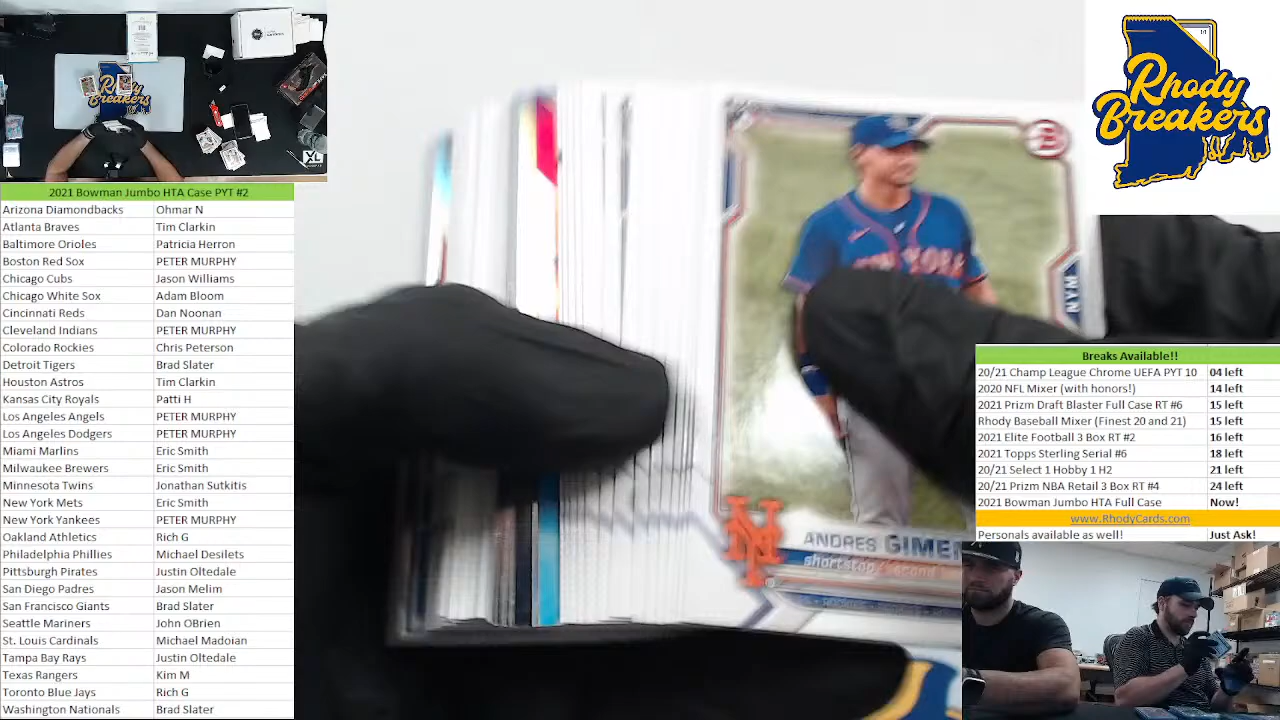 2021 Bowman Jumbo HTA Case PYT #2
Arizona Diamondbacks Ohmar N
Atlanta Braves Tim Clarkin
Baltimore Orioles Patricia Herron
Boston Red Sox PETER MURPHY
Chicago Cubs Jason Williams
Chicago White Sox Adam Bloom
Cincinnati Reds Dan Noonan
Cleveland Indians PETER MURPHY
Colorado Rockies Chris Peterson
Detroit Tigers Brad Slater
Houston Astros Tim Clarkin
Kansas City Royals Patti H
Los Angeles Angels PETER MURPHY
Los Angeles Dodgers PETER MURPHY
Miami Marlins Eric Smith
Milwaukee Brewers Eric Smith
Minnesota Twins Jonathan Sutkitis
New York Mets Eric Smith
New York Yankees PETER MURPHY
Oakland Athletics Rich G
Philadelphia Phillies Michael Desilets
Pittsburgh Pirates Justin Oltedale
San Diego Padres Jason Melim
San Francisco Giants Brad Slater
Seattle Mariners John OBrien
St. Louis Cardinals Michael Madoian
Tampa Bay Rays Justin Oltedale
Texas Rangers Kim M
Toronto Blue Jays Rich G
Washington Nationals Brad Slater
Rhody
Breakers
XL
B
NEW YORK
NYM
NY
ANDRES GIMEN
shortstop/second
1/1
Rhody
Breakers
Breaks Available!!
20/21 Champ League Chrome UEFA PYT 10 04 left
2020 NFL Mixer (with honors!) 14 left
2021 Prizm Draft Blaster Full Case RT #6 15 left
Rhody Baseball Mixer (Finest 20 and 21) 15 left
2021 Elite Football 3 Box RT #2 16 left
2021 Topps Sterling Serial #6 18 left
20/21 Select 1 Hobby 1 H2 21 left
20/21 Prizm NBA Retail 3 Box RT #4 24 left
2021 Bowman Jumbo HTA Full Case Now!
www.RhodyCards.com
Personals available as well! Just Ask!